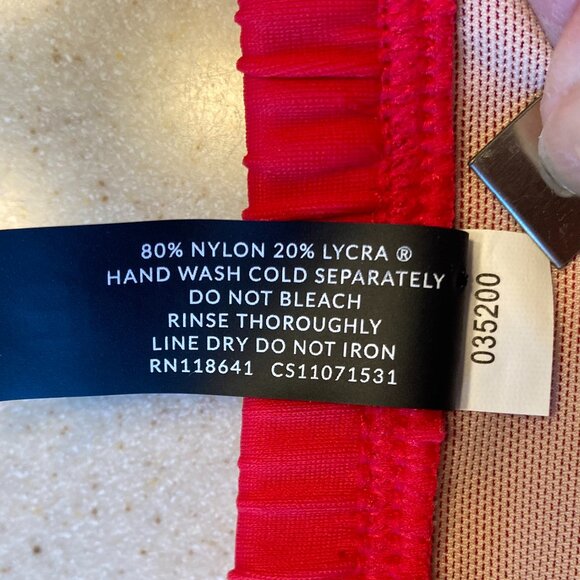 80% NYLON 20% LYCRA ®
HAND WASH COLD SEPARATELY
DO NOT BLEACH
RINSE THOROUGHLY
LINE DRY DO NOT IRON
RN118641 CS11071531
035200